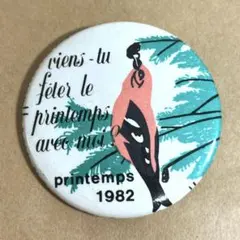 viens-tu
fêter le
printemps
avec moi?
printemps
1982